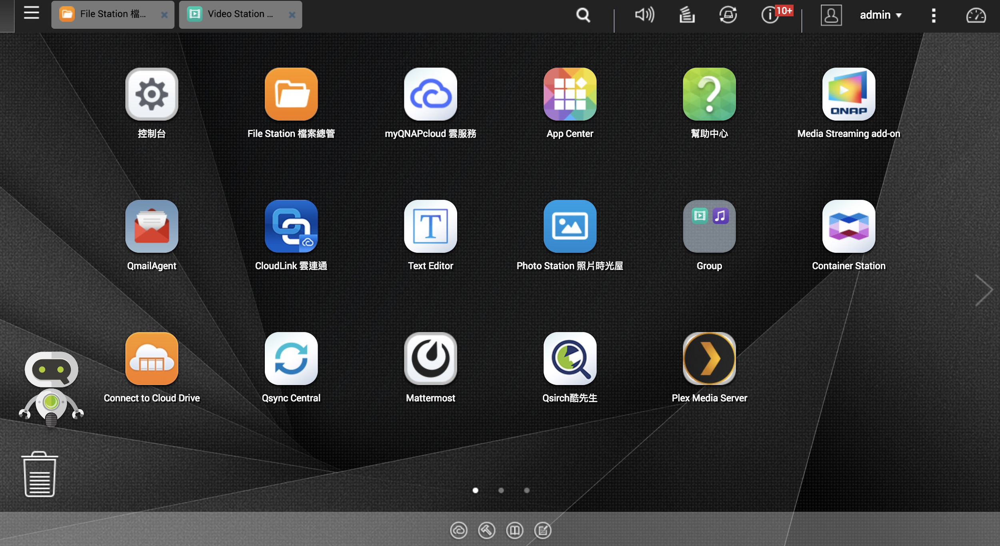 File Station 檔...
Video Station ...
10+
admin
控制台
File Station 檔案總管
myQNAPcloud 雲服務
App Center
幫助中心
QNAP
Media Streaming add-on
QmailAgent
CloudLink 雲連通
T
Text Editor
Photo Station 照片時光屋
Group
Container Station
Connect to Cloud Drive
Qsync Central
Mattermost
Qsirch酷先生
Plex Media Server